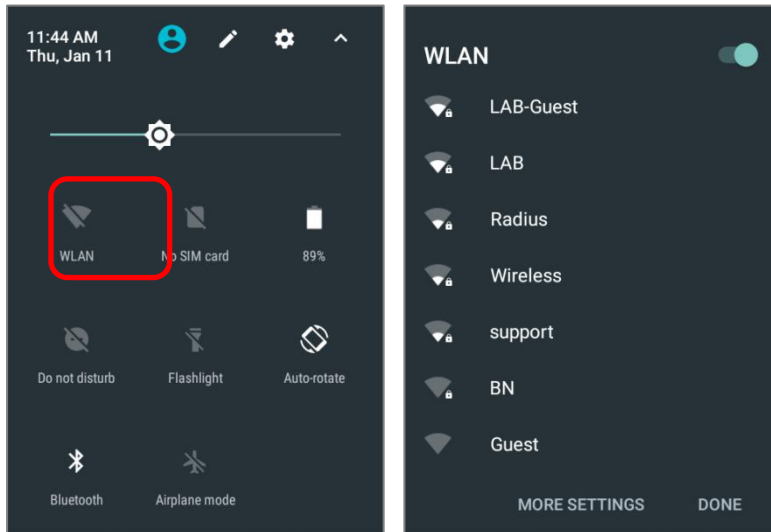 11:44 AM
Thu, Jan 11
WLAN
No SIM card
89%
Do not disturb
Flashlight
Auto-rotate
Bluetooth
Airplane mode
WLAN
LAB-Guest
LAB
Radius
Wireless
support
BN
Guest
MORE SETTINGS
DONE